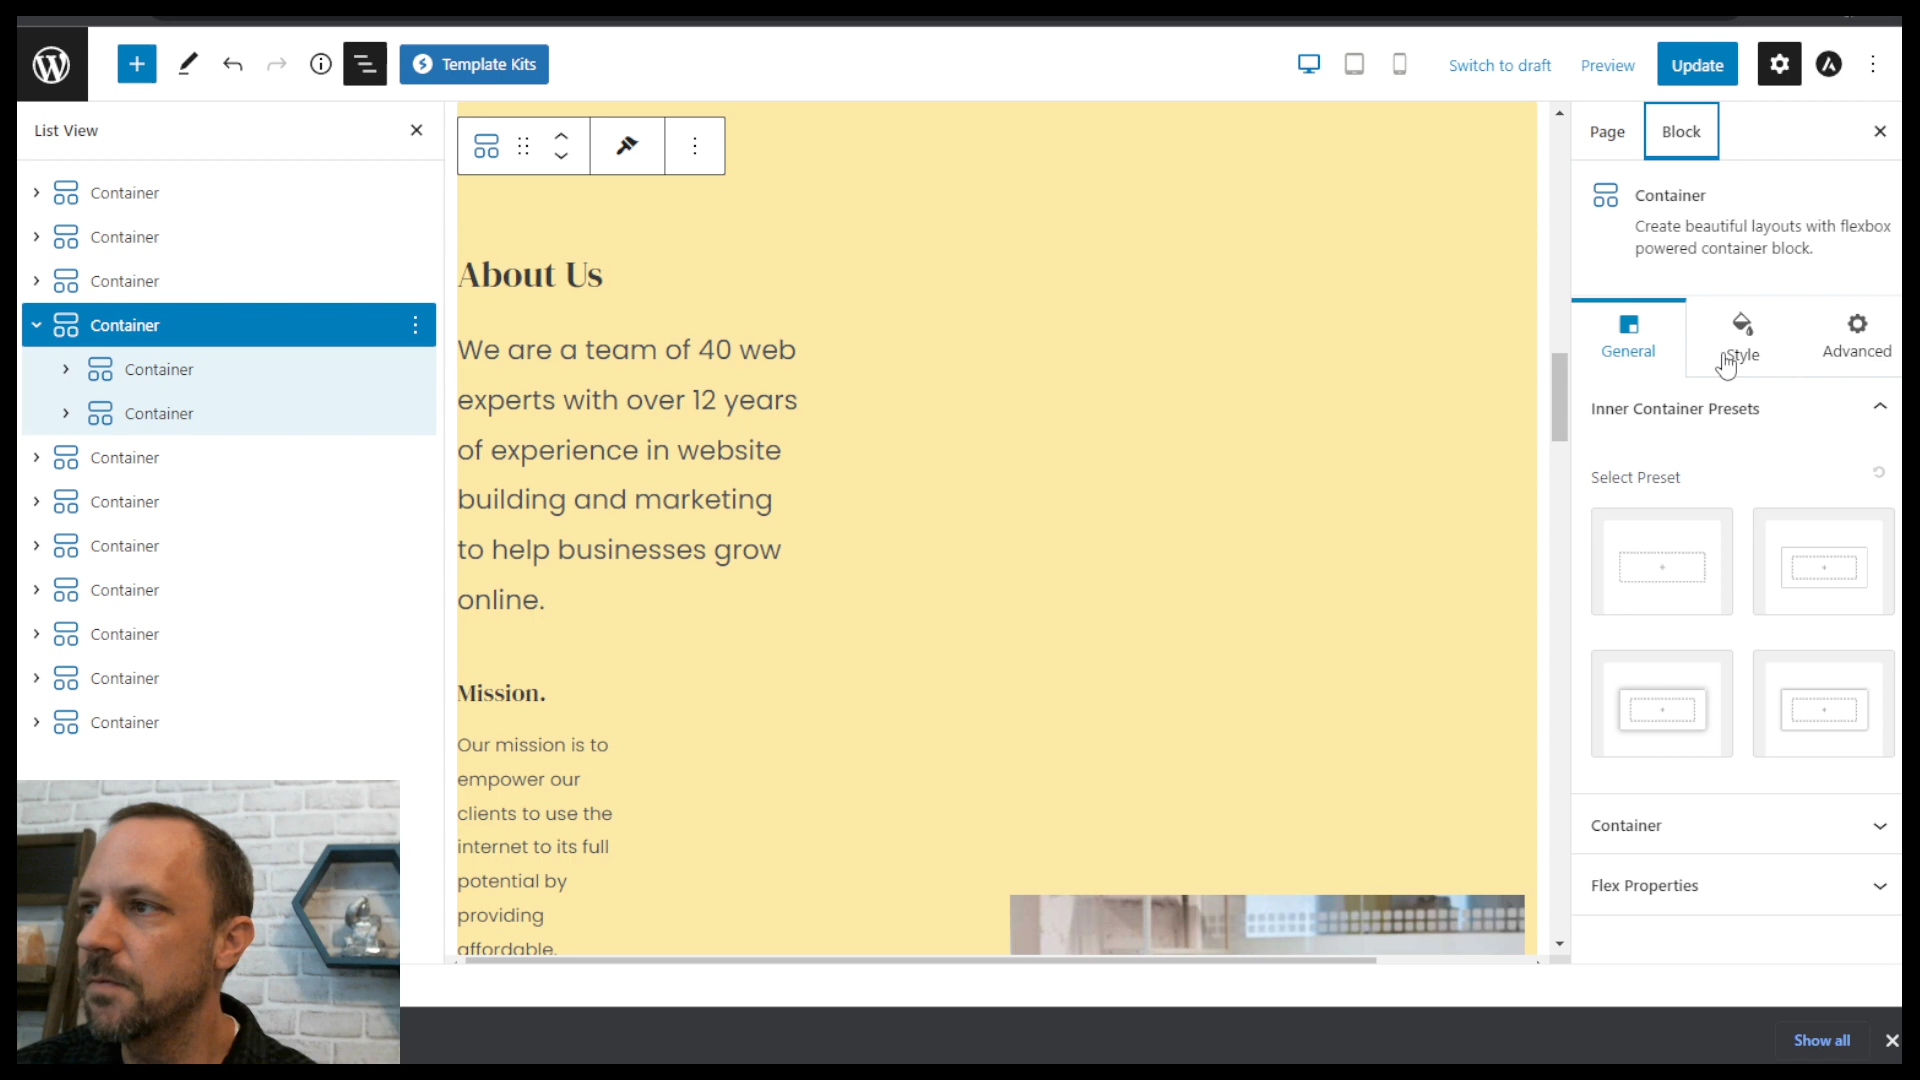 Template Kits
Switch to draft
Preview
Update
List View
Container
Container
Container
Container
Container
Container
Container
Container
Container
Container
Container
Container
Container
About Us
We are a team of 40 web
experts with over 12 years
of experience in website
building and marketing
to help businesses grow
online.
Mission.
Our mission is to
empower our
clients to use the
internet to its full
potential by
providing
affordable,
Page
Block
Container
Create beautiful layouts with flexbox
powered container block.
General
Style
Advanced
Inner Container Presets
Select Preset
Container
Flex Properties
Show all